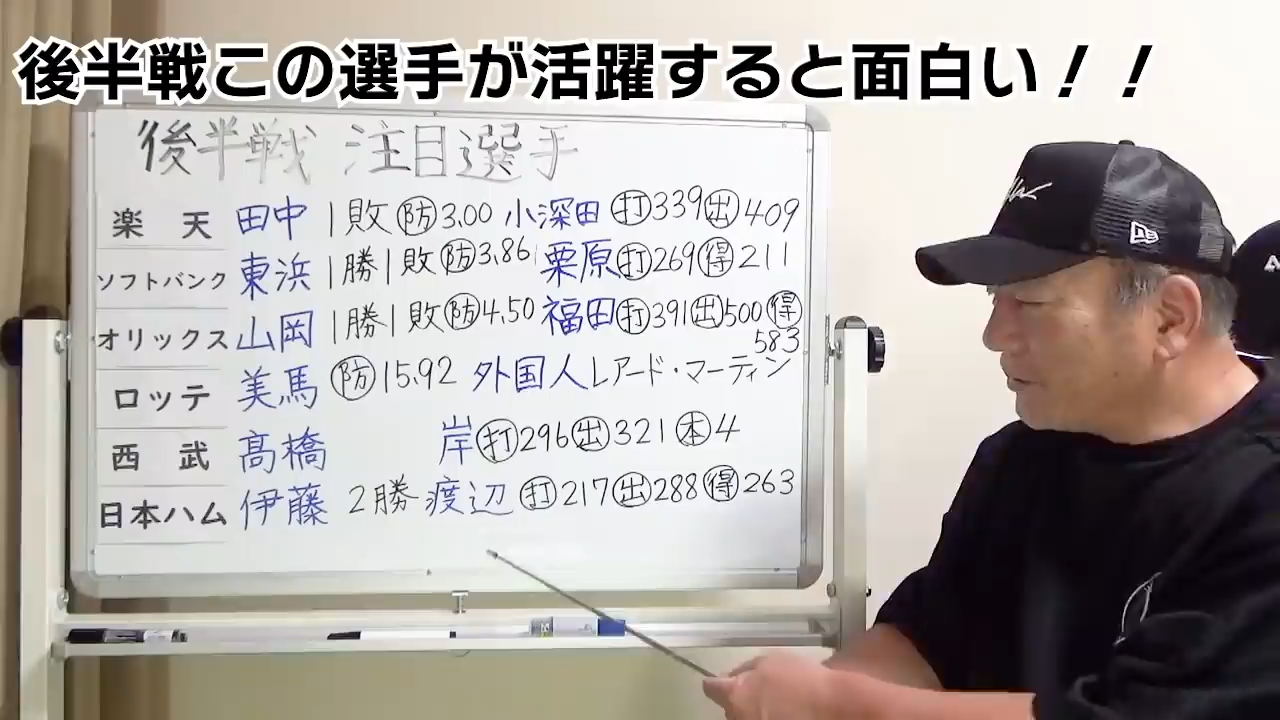 後半戦この選手が活躍すると面白い！！
後半戦 注目選手
楽天 田中 1敗 防3.00 小深田 打339 出409
ソフトバンク 東浜 1勝1敗 防3.86 栗原 打269 得211
オリックス 山岡 1勝1敗 防4.50 福田 打391 出500 得
583
ロッテ 美馬 防15.92 外国人 レアード・マーティン
西武 髙橋 岸 打296 出321 本4
日本ハム 伊藤 2勝 渡辺 打217 出288 得263
NEW ERA